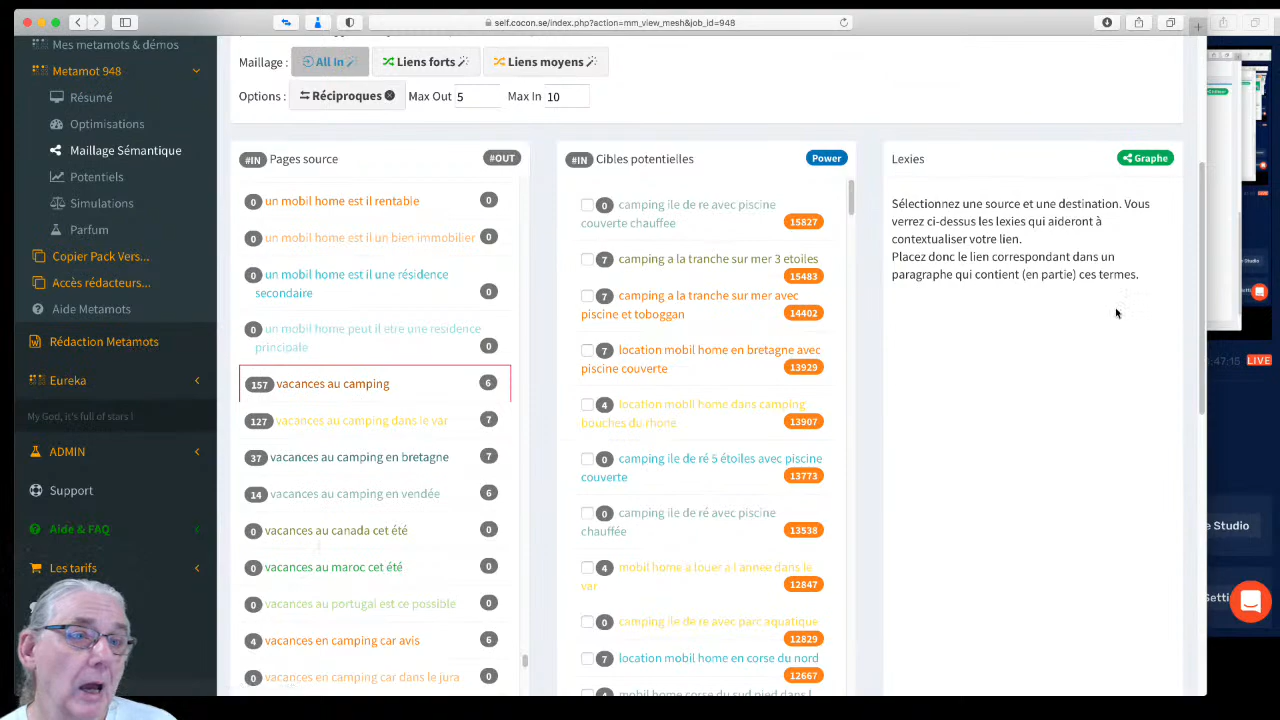 self.cocon.se/index.php?action=mm_view_mesh&job_id=948
Mes metamots & démos
Metamot 948
Résumé
Optimisations
Maillage Sémantique
Potentiels
Simulations
Parfum
Copier Pack Vers...
Accès rédacteurs...
Aide Metamots
Rédaction Metamots
Eureka
My God, it's full of stars !
ADMIN
Support
Aide & FAQ
Les tarifs
Maillage : All In Liens forts Liens moyens
Options : Réciproques Max Out 5 Max In 10
#IN Pages source #OUT
0 un mobil home est il rentable 0
0 un mobil home est il un bien immobilier 0
0 un mobil home est il une résidence
secondaire 0
0 un mobil home peut il etre une residence
principale 0
157 vacances au camping 6
127 vacances au camping dans le var 7
37 vacances au camping en bretagne 7
14 vacances au camping en vendée 6
0 vacances au canada cet été 0
0 vacances au maroc cet été 0
0 vacances au portugal est ce possible 0
4 vacances en camping car avis 6
0 vacances en camping car dans le jura 0
#IN Cibles potentielles Power
0 camping ile de re avec piscine
couverte chauffee 15827
7 camping a la tranche sur mer 3 etoiles
15483
7 camping a la tranche sur mer avec
piscine et toboggan 14402
7 location mobil home en bretagne avec
piscine couverte 13929
4 location mobil home dans camping
bouches du rhone 13907
0 camping ile de ré 5 étoiles avec piscine
couverte 13773
0 camping ile de ré avec piscine
chauffée 13538
4 mobil home a louer a l annee dans le
var 12847
0 camping ile de re avec parc aquatique
12829
7 location mobil home en corse du nord
12667
mobil home corse du sud pied dans l
Lexies Graphe
Sélectionnez une source et une destination. Vous
verrez ci-dessus les lexies qui aideront à
contextualiser votre lien.
Placez donc le lien correspondant dans un
paragraphe qui contient (en partie) ces termes.
:47:15 LIVE
e Studio